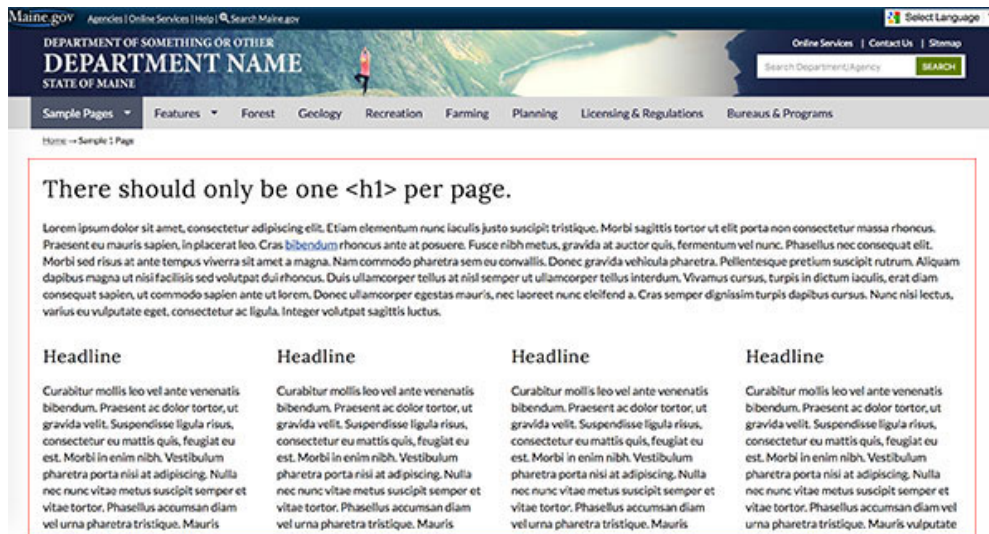 Maine.gov Agencies | Online Services | Help | Search Maine.gov Select Language
DEPARTMENT OF SOMETHING OR OTHER
DEPARTMENT NAME
STATE OF MAINE
Online Services | Contact Us | Sitemap
Search Department/Agency SEARCH
Sample Pages Features Forest Geology Recreation Farming Planning Licensing & Regulations Bureaus & Programs
Home → Sample 1 Page
There should only be one <h1> per page.
Lorem ipsum dolor sit amet, consectetur adipiscing elit. Etiam elementum nunc iaculis justo suscipit tristique. Morbi sagittis tortor ut elit porta non consectetur massa rhoncus.
Praesent eu mauris sapien, in placerat leo. Cras bibendum rhoncus ante at posuere. Fusce nibh metus, gravida at auctor quis, fermentum vel nunc. Phasellus nec consequat elit.
Morbi sed risus at ante tempus viverra sit amet a magna. Nam commodo pharetra sem eu convallis. Donec gravida vehicula pharetra. Pellentesque pretium suscipit rutrum. Aliquam
dapibus magna ut nisi facilisis sed volutpat dui rhoncus. Duis ullamcorper tellus at nisl semper ut ullamcorper tellus interdum. Vivamus cursus, turpis in dictum iaculis, erat diam
consequat sapien, ut commodo sapien ante ut lorem. Donec ullamcorper egestas mauris, nec laoreet nunc eleifend a. Cras semper dignissim turpis dapibus cursus. Nunc nisi lectus,
varius eu vulputate eget, consectetur ac ligula. Integer volutpat sagittis luctus.
Headline
Curabitur mollis leo vel ante venenatis
bibendum. Praesent ac dolor tortor, ut
gravida velit. Suspendisse ligula risus,
consectetur eu mattis quis, feugiat eu
est. Morbi in enim nibh. Vestibulum
pharetra porta nisi at adipiscing. Nulla
nec nunc vitae metus suscipit semper et
vitae tortor. Phasellus accumsan diam
vel urna pharetra tristique. Mauris
Headline
Curabitur mollis leo vel ante venenatis
bibendum. Praesent ac dolor tortor, ut
gravida velit. Suspendisse ligula risus,
consectetur eu mattis quis, feugiat eu
est. Morbi in enim nibh. Vestibulum
pharetra porta nisi at adipiscing. Nulla
nec nunc vitae metus suscipit semper et
vitae tortor. Phasellus accumsan diam
vel urna pharetra tristique. Mauris
Headline
Curabitur mollis leo vel ante venenatis
bibendum. Praesent ac dolor tortor, ut
gravida velit. Suspendisse ligula risus,
consectetur eu mattis quis, feugiat eu
est. Morbi in enim nibh. Vestibulum
pharetra porta nisi at adipiscing. Nulla
nec nunc vitae metus suscipit semper et
vitae tortor. Phasellus accumsan diam
vel urna pharetra tristique. Mauris
Headline
Curabitur mollis leo vel ante venenatis
bibendum. Praesent ac dolor tortor, ut
gravida velit. Suspendisse ligula risus,
consectetur eu mattis quis, feugiat eu
est. Morbi in enim nibh. Vestibulum
pharetra porta nisi at adipiscing. Nulla
nec nunc vitae metus suscipit semper et
vitae tortor. Phasellus accumsan diam vel
urna pharetra tristique. Mauris vulputate